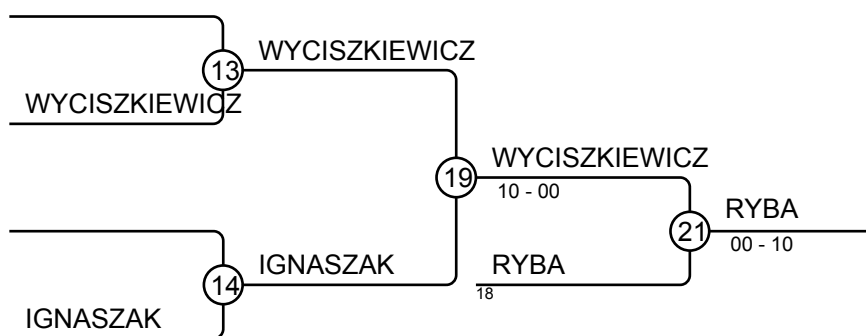 WYCISZKIEWICZ
13
WYCISZKIEWICZ
WYCISZKIEWICZ
19
10 - 00
RYBA
21
00 - 10
IGNASZAK
14
RYBA
18
IGNASZAK